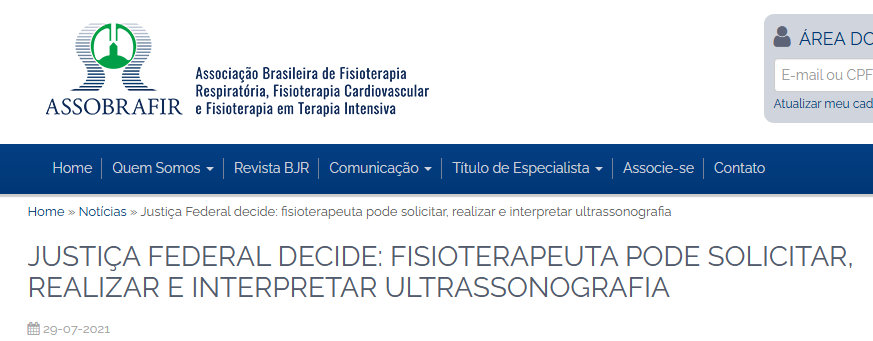 ASSOBRAFIR
Associação Brasileira de Fisioterapia
Respiratória, Fisioterapia Cardiovascular
e Fisioterapia em Terapia Intensiva
ÁREA DO
E-mail ou CPF
Atualizar meu cad
Home Quem Somos Revista BJR Comunicação Título de Especialista Associe-se Contato
Home » Notícias » Justiça Federal decide: fisioterapeuta pode solicitar, realizar e interpretar ultrassonografia
JUSTIÇA FEDERAL DECIDE: FISIOTERAPEUTA PODE SOLICITAR,
REALIZAR E INTERPRETAR ULTRASSONOGRAFIA
29-07-2021